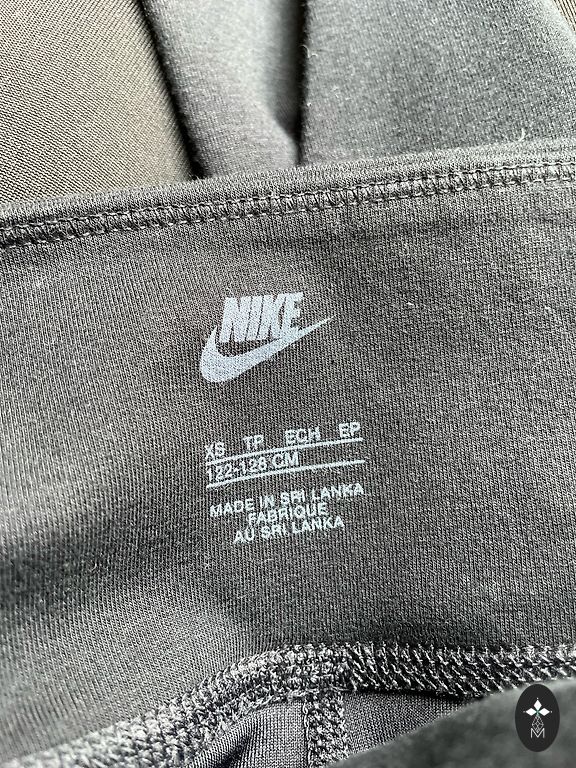 NIKE
XS TP ECH EP
122-128 CM
MADE IN SRI LANKA
FABRIQUE
AU SRI LANKA
M